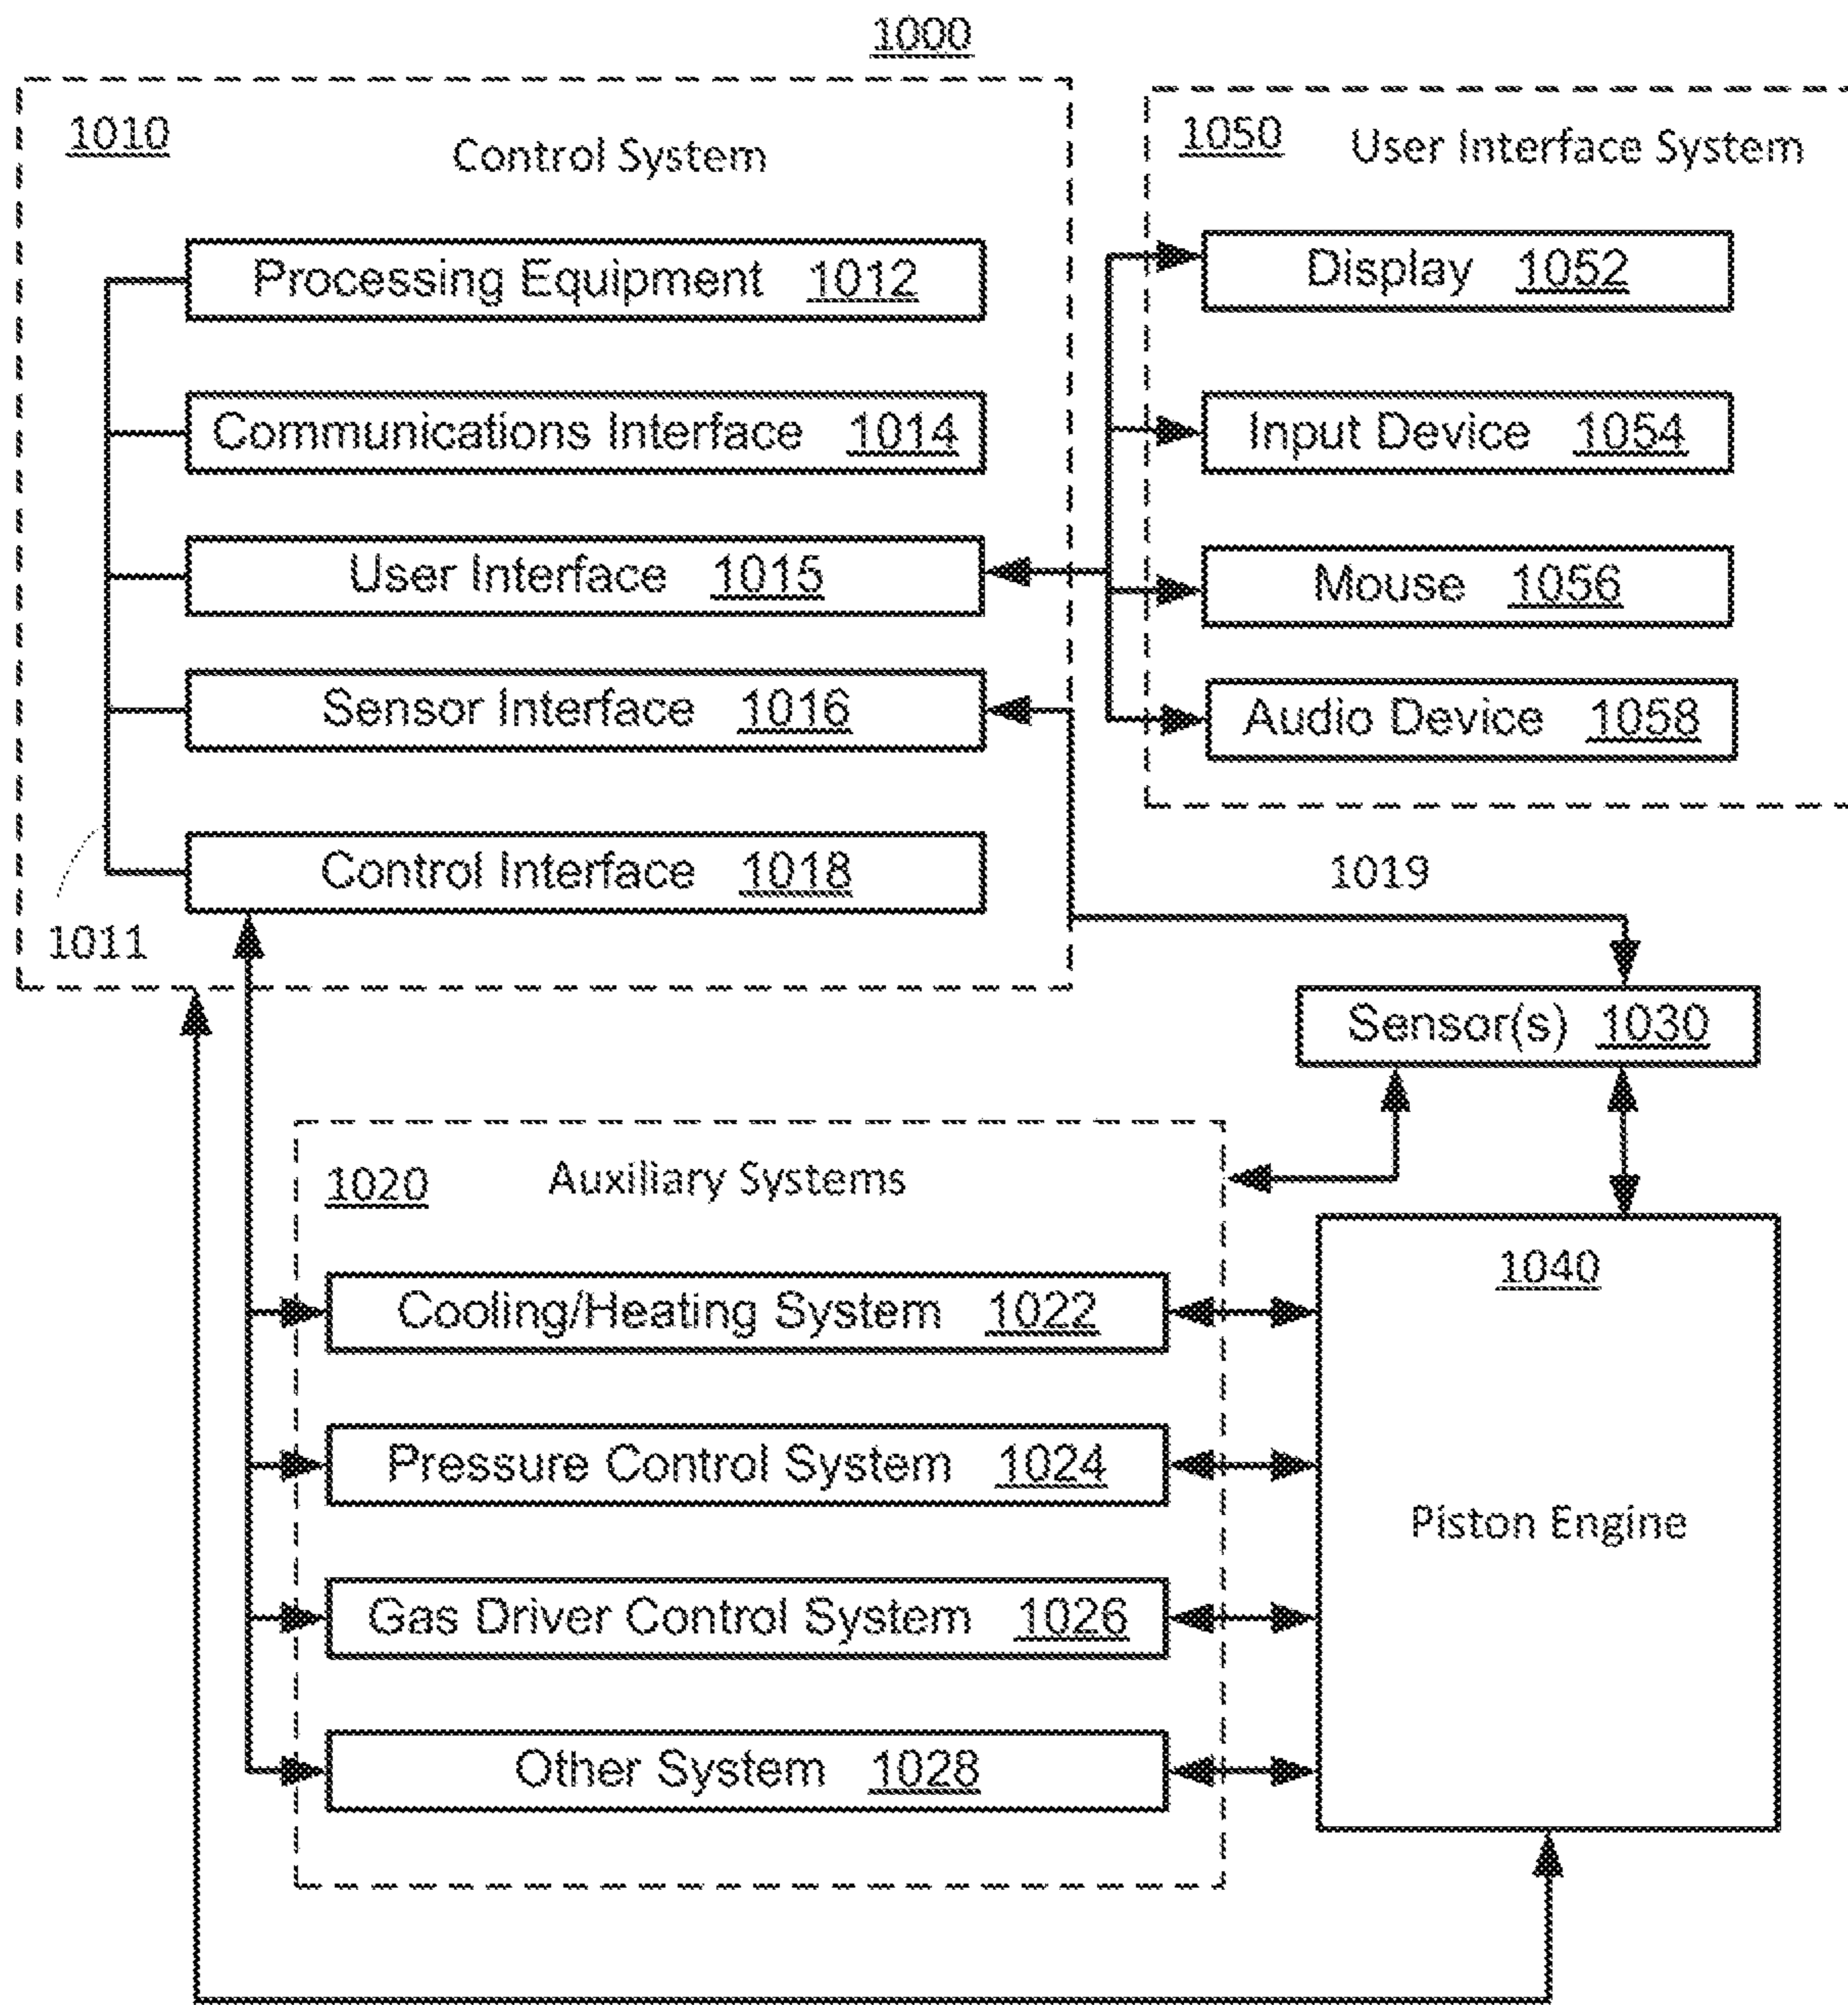 1000
1010 Control System
Processing Equipment 1012
Communications Interface 1014
User Interface 1015
Sensor Interface 1016
Control Interface 1018
1011
1050 User Interface System
Display 1052
Input Device 1054
Mouse 1056
Audio Device 1058
1019
Sensor(s) 1030
1020 Auxiliary Systems
Cooling/Heating System 1022
Pressure Control System 1024
Gas Driver Control System 1026
Other System 1028
1040
Piston Engine